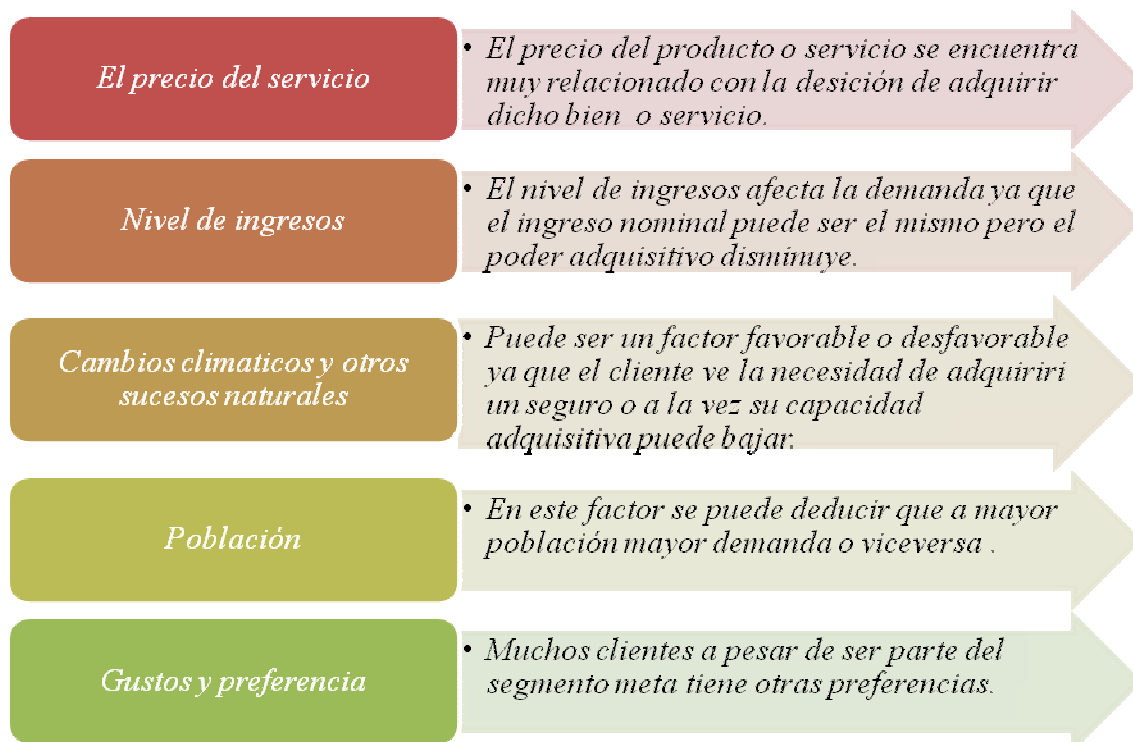 El precio del servicio
• El precio del producto o servicio se encuentra
muy relacionado con la desición de adquirir
dicho bien o servicio.
Nivel de ingresos
• El nivel de ingresos afecta la demanda ya que
el ingreso nominal puede ser el mismo pero el
poder adquisitivo disminuye.
Cambios climaticos y otros
sucesos naturales
• Puede ser un factor favorable o desfavorable
ya que el cliente ve la necesidad de adquiriri
un seguro o a la vez su capacidad
adquisitiva puede bajar.
Población
• En este factor se puede deducir que a mayor
población mayor demanda o viceversa .
Gustos y preferencia
• Muchos clientes a pesar de ser parte del
segmento meta tiene otras preferencias.